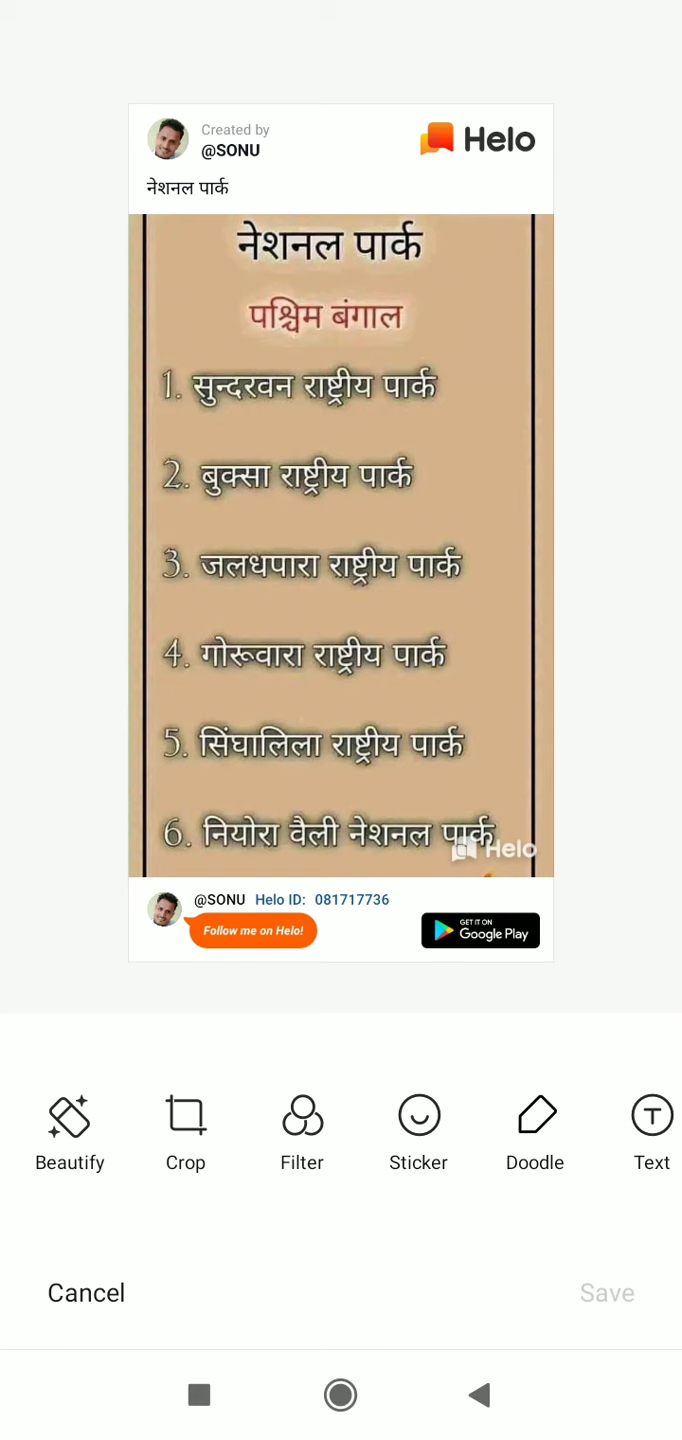 Created by
@SONU
Helo
नेशनल पार्क
नेशनल पार्क
पश्चिम बंगाल
1. सुन्दरवन राष्ट्रीय पार्क
2. बुक्सा राष्ट्रीय पार्क
3. जलधपारा राष्ट्रीय पार्क
4. गोरूवारा राष्ट्रीय पार्क
5. सिंघालिला राष्ट्रीय पार्क
6. नियोरा वैली नेशनल पार्क
Helo
@SONU Helo ID: 081717736
Follow me on Helo!
GET IT ON
Google Play
Beautify Crop Filter Sticker Doodle Text
Cancel Save